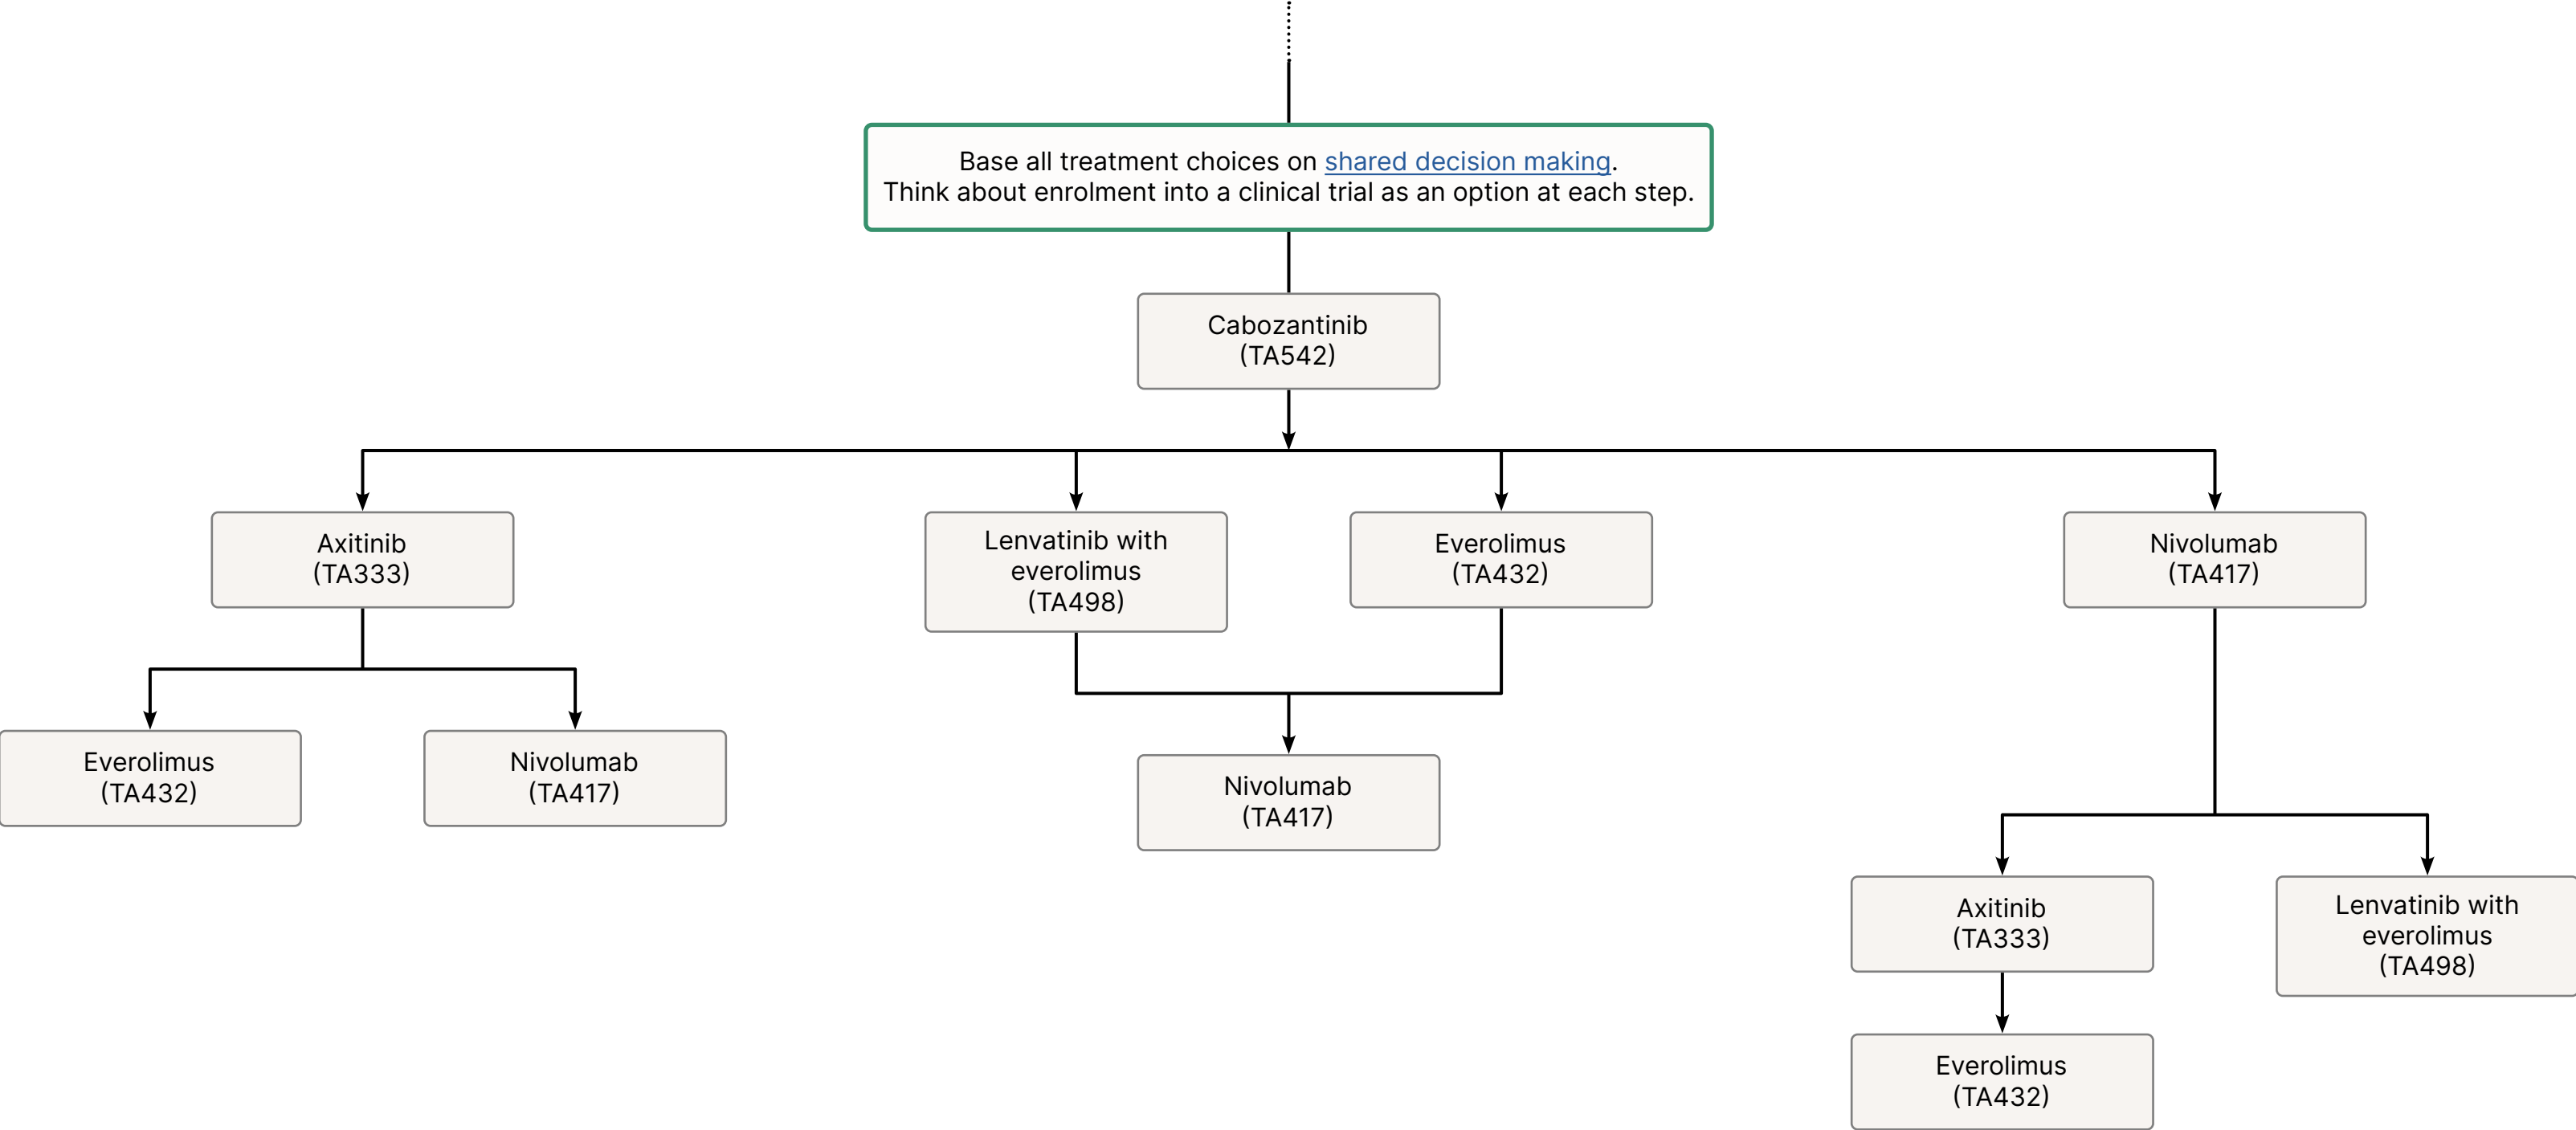 Base all treatment choices on shared decision making.
Think about enrolment into a clinical trial as an option at each step.
Cabozantinib
(TA542)
Axitinib
(TA333)
Lenvatinib with
everolimus
(TA498)
Everolimus
(TA432)
Nivolumab
(TA417)
Everolimus
(TA432)
Nivolumab
(TA417)
Nivolumab
(TA417)
Axitinib
(TA333)
Lenvatinib with
everolimus
(TA498)
Everolimus
(TA432)